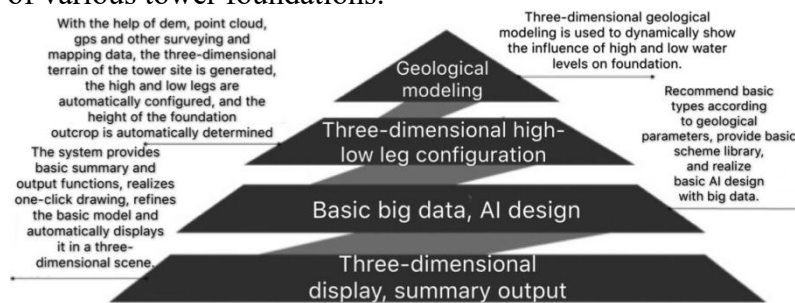 of various tower foundations.
With the help of dem, point cloud,
gps and other surveying and
mapping data, the three-dimensional
terrain of the tower site is generated,
the high and low legs are
automatically configured, and the
height of the foundation
outcrop is automatically determined
The system provides
basic summary and
output functions, realizes
one-click drawing, refines
the basic model and
automatically displays
it in a three-
dimensional scene.
Geological
modeling
Three-dimensional high-
low leg configuration
Basic big data, AI design
Three-dimensional
display, summary output
Three-dimensional geological
modeling is used to dynamically show
the influence of high and low water
levels on foundation.
Recommend basic
types according
to geological
parameters, provide basic
scheme library,
and realize
basic AI design
with big data.